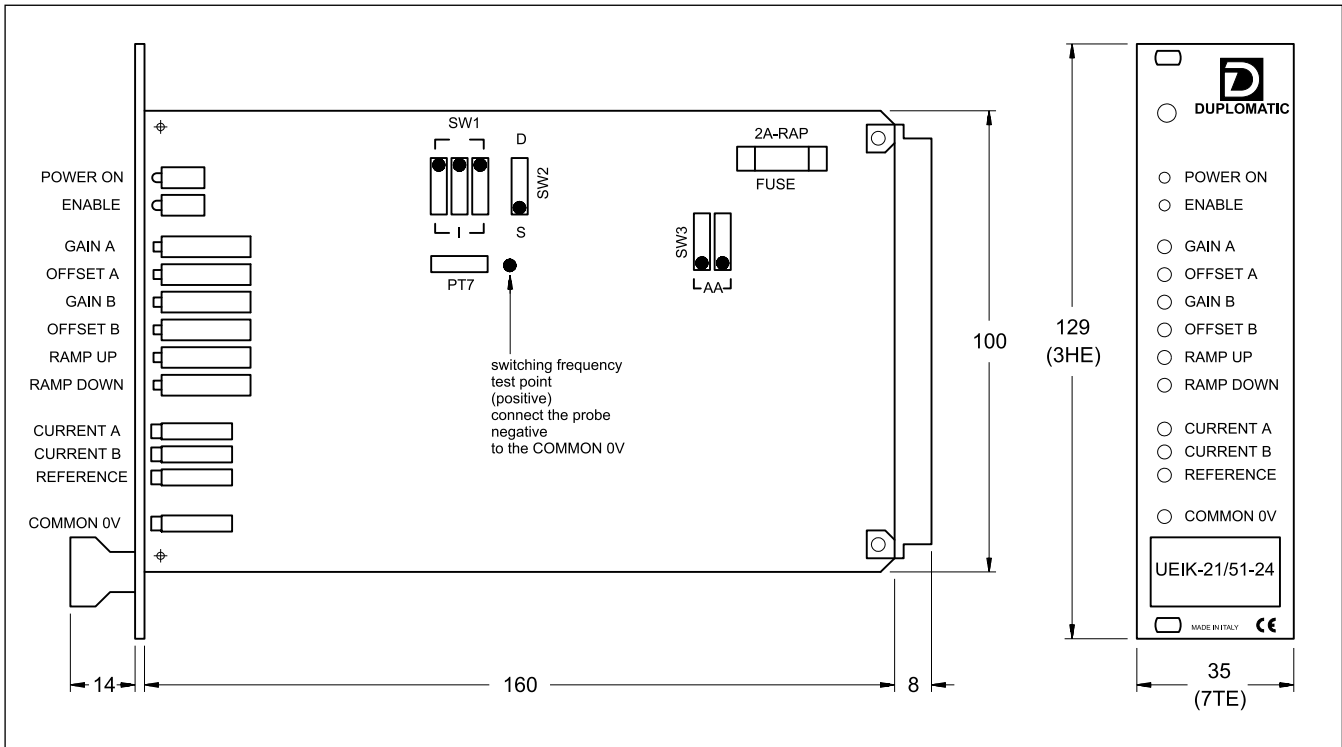 SW1
D
SW2
I
S
PT7
2A-RAP
FUSE
SW3
AA
POWER ON
ENABLE
GAIN A
OFFSET A
GAIN B
OFFSET B
RAMP UP
RAMP DOWN
CURRENT A
CURRENT B
REFERENCE
COMMON 0V
switching frequency
test point
(positive)
connect the probe
negative
to the COMMON 0V
14
160
8
100
129
(3HE)
D
DUPLOMATIC
POWER ON
ENABLE
GAIN A
OFFSET A
GAIN B
OFFSET B
RAMP UP
RAMP DOWN
CURRENT A
CURRENT B
REFERENCE
COMMON 0V
UEIK-21/51-24
MADE IN ITALY CE
35
(7TE)